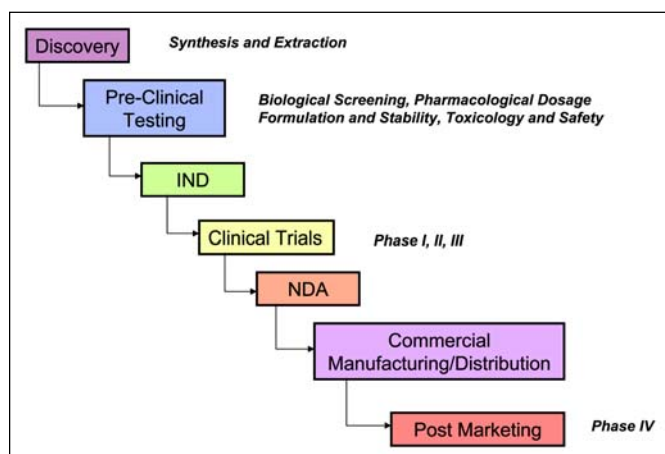 Discovery
Synthesis and Extraction
Pre-Clinical
Testing
Biological Screening, Pharmacological Dosage
Formulation and Stability, Toxicology and Safety
IND
Clinical Trials
Phase I, II, III
NDA
Commercial
Manufacturing/Distribution
Post Marketing
Phase IV